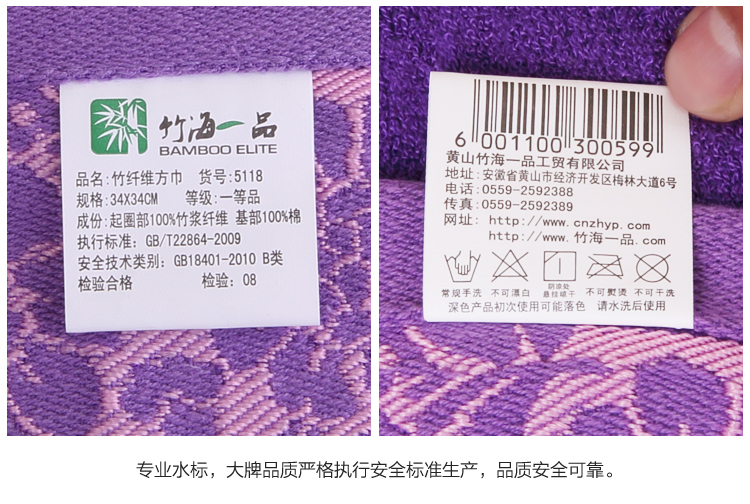 竹海一品
BAMBOO ELITE
品名: 竹纤维方巾 货号: 5118
规格: 34X34CM 等级: 一等品
成份: 起圈部100%竹浆纤维 基部100%棉
执行标准: GB/T22864-2009
安全技术类别: GB18401-2010 B类
检验合格 检验: 08
6 001100 300599
黄山竹海一品工贸有限公司
地址: 安徽省黄山市经济开发区梅林大道6号
电话: 0559-2592388
传真: 0559-2592389
网址: http://www.cnzhyp.com
http://www.竹海一品.com
常规手洗 不可漂白 阴凉处悬挂晾干 不可熨烫 不可干洗
深色产品初次使用可能落色 请水洗后使用
专业水标，大牌品质严格执行安全标准生产，品质安全可靠。